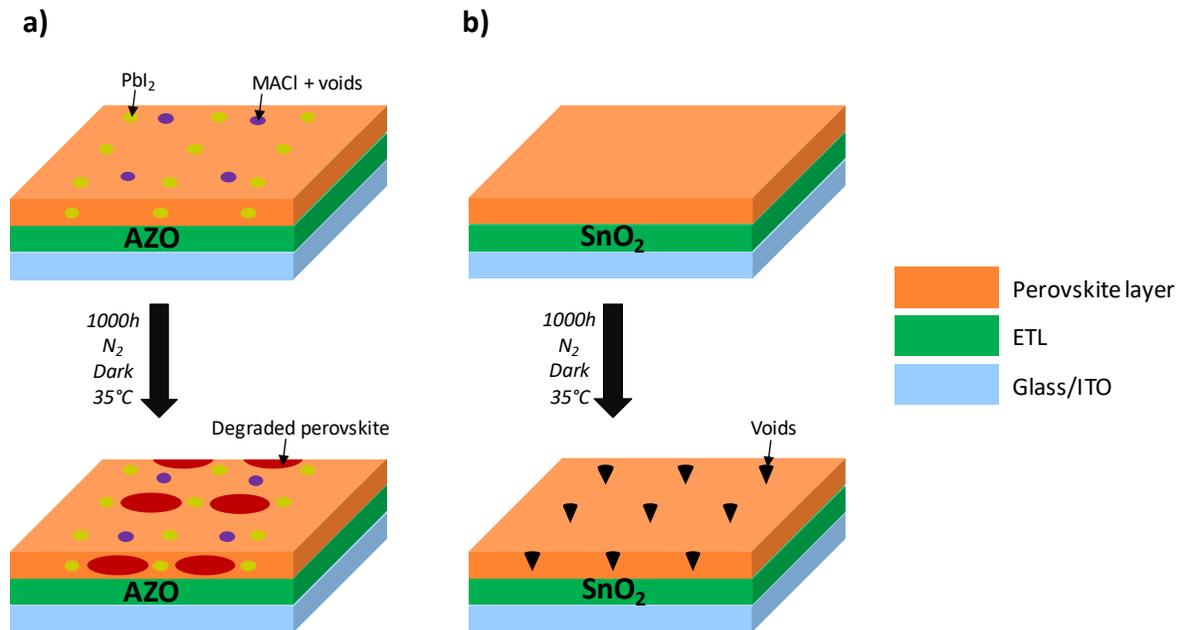 a)
b)
PbI₂
MACl + voids
AZO
SnO₂
Perovskite layer
ETL
Glass/ITO
1000h
N₂
Dark
35°C
1000h
N₂
Dark
35°C
Degraded perovskite
Voids
AZO
SnO₂